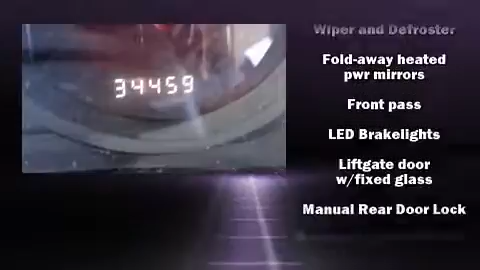 34459
Wiper and Defroster
Fold-away heated
pwr mirrors
Front pass
LED Brakelights
Liftgate door
w/fixed glass
Manual Rear Door Lock